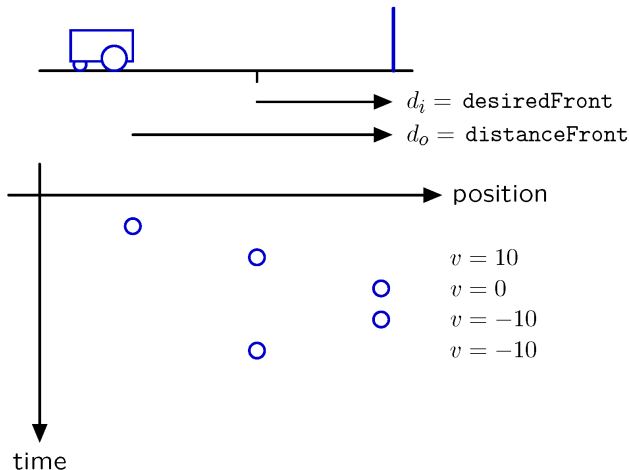 d_i = desiredFront
d_o = distanceFront
position
v = 10
v = 0
v = −10
v = −10
time